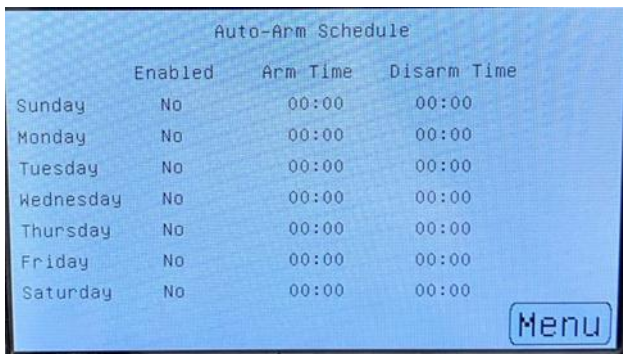 Auto-Arm Schedule
Enabled Arm Time Disarm Time
Sunday No 00:00 00:00
Monday No 00:00 00:00
Tuesday No 00:00 00:00
Wednesday No 00:00 00:00
Thursday No 00:00 00:00
Friday No 00:00 00:00
Saturday No 00:00 00:00
Menu